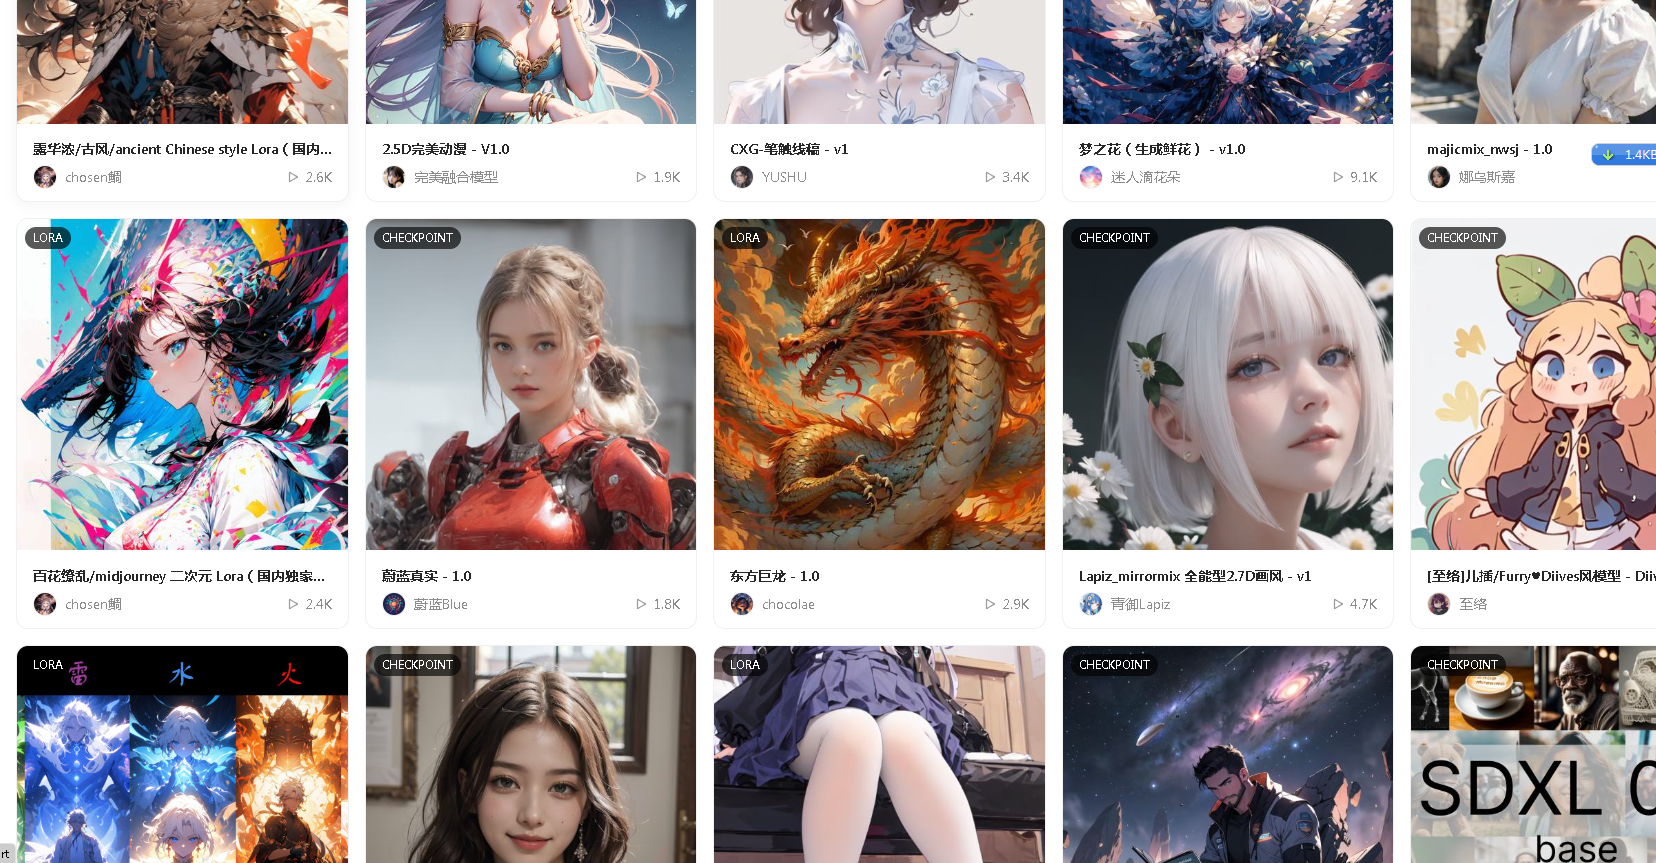 露华浓/古风/ancient Chinese style Lora（国内...
chosen鲷
2.6K
2.5D完美动漫 - V1.0
完美融合模型
1.9K
CXG-笔触线稿 - v1
YUSHU
3.4K
梦之花（生成鲜花） - v1.0
迷人滴花朵
9.1K
majicmix_nwsj - 1.0
1.4KB
娜乌斯嘉
LORA
百花缭乱/midjourney 二次元 Lora（国内独家...
chosen鲷
2.4K
CHECKPOINT
蔚蓝真实 - 1.0
蔚蓝Blue
1.8K
LORA
东方巨龙 - 1.0
chocolae
2.9K
CHECKPOINT
Lapiz_mirrormix 全能型2.7D画风 - v1
青御Lapiz
4.7K
CHECKPOINT
[至络]儿插/Furry♥Diives风模型 - Diiv
至络
LORA
雷 水 火
CHECKPOINT
LORA
CHECKPOINT
CHECKPOINT
SDXL 0
base
rt